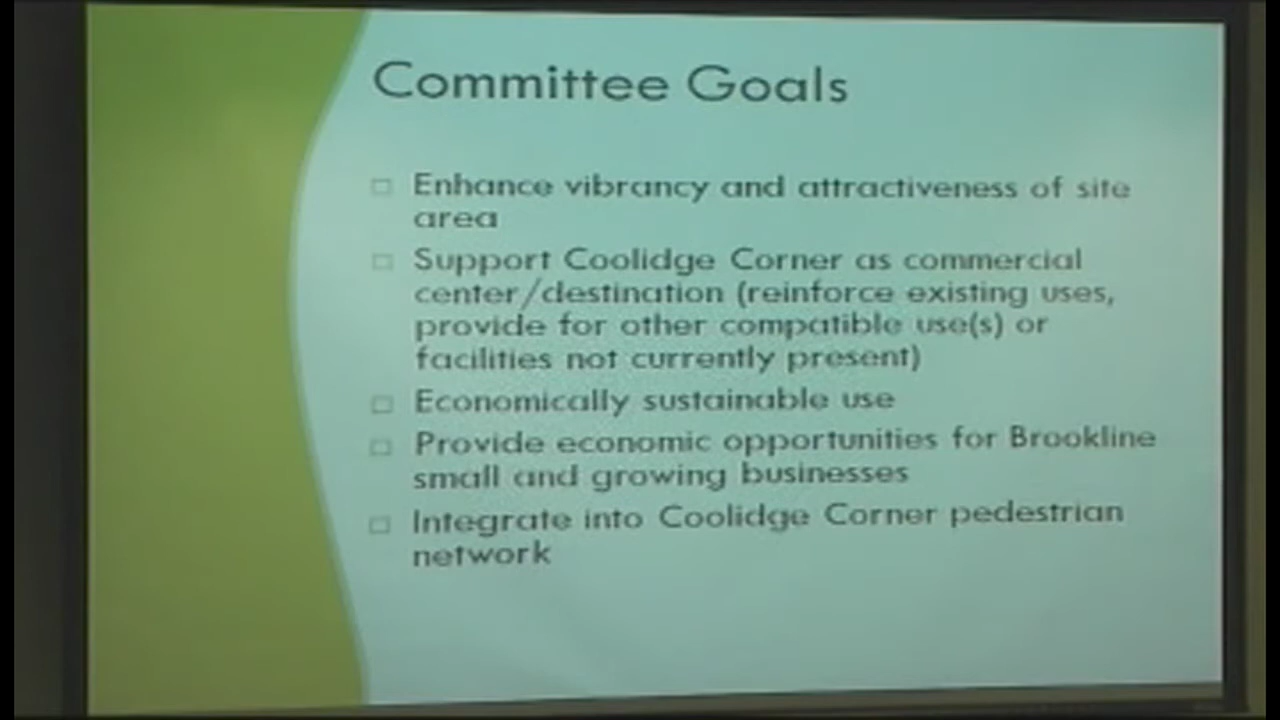 Committee Goals
Enhance vibrancy and attractiveness of site
area
Support Coolidge Corner as commercial
center/destination (reinforce existing uses,
provide for other compatible use(s) or
facilities not currently present)
Economically sustainable use
Provide economic opportunities for Brookline
small and growing businesses
Integrate into Coolidge Corner pedestrian
network